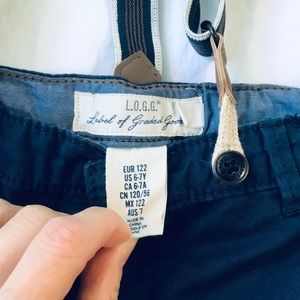 L.O.G.G.
Label of Graded Goods
EUR 122
US 6-7Y
CA 6-7A
CN 120/56
MX 122
AUS 7
MADE IN
CHINA